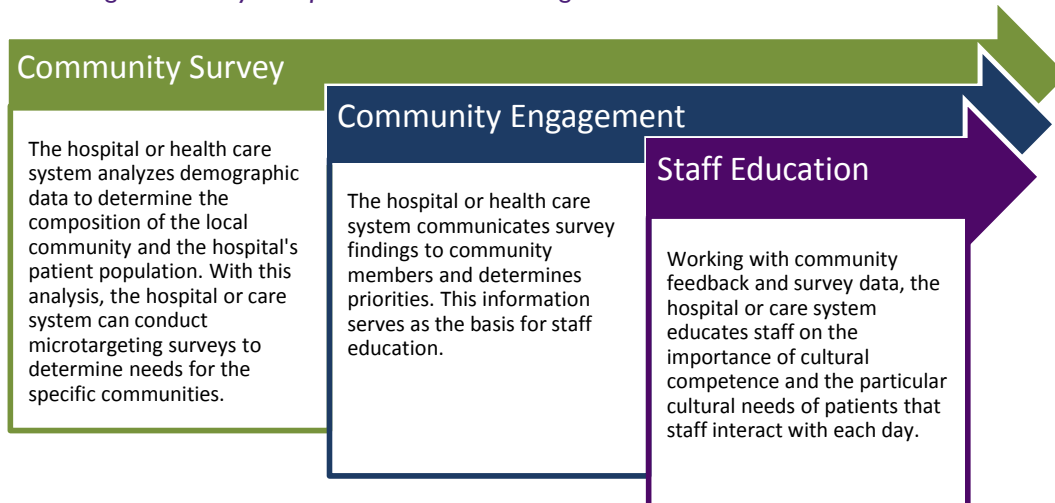 Community Survey
The hospital or health care
system analyzes demographic
data to determine the
composition of the local
community and the hospital's
patient population. With this
analysis, the hospital or care
system can conduct
microtargeting surveys to
determine needs for the
specific communities.
Community Engagement
The hospital or health care
system communicates survey
findings to community
members and determines
priorities. This information
serves as the basis for staff
education.
Staff Education
Working with community
feedback and survey data, the
hospital or care system
educates staff on the
importance of cultural
competence and the particular
cultural needs of patients that
staff interact with each day.